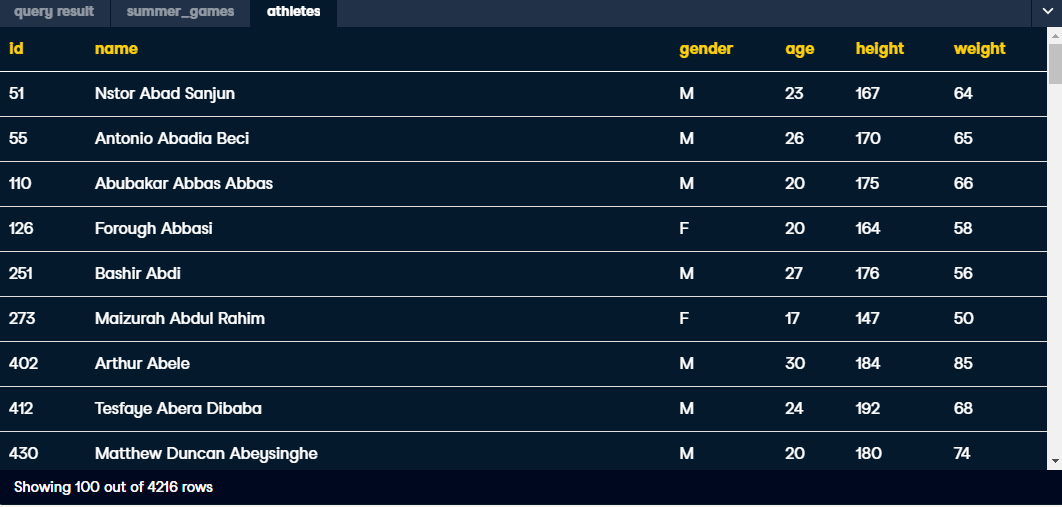 query result summer_games athletes
id name gender age height weight
51 Nstor Abad Sanjun M 23 167 64
55 Antonio Abadia Beci M 26 170 65
110 Abubakar Abbas Abbas M 20 175 66
126 Forough Abbasi F 20 164 58
251 Bashir Abdi M 27 176 56
273 Maizurah Abdul Rahim F 17 147 50
402 Arthur Abele M 30 184 85
412 Tesfaye Abera Dibaba M 24 192 68
430 Matthew Duncan Abeysinghe M 20 180 74
Showing 100 out of 4216 rows